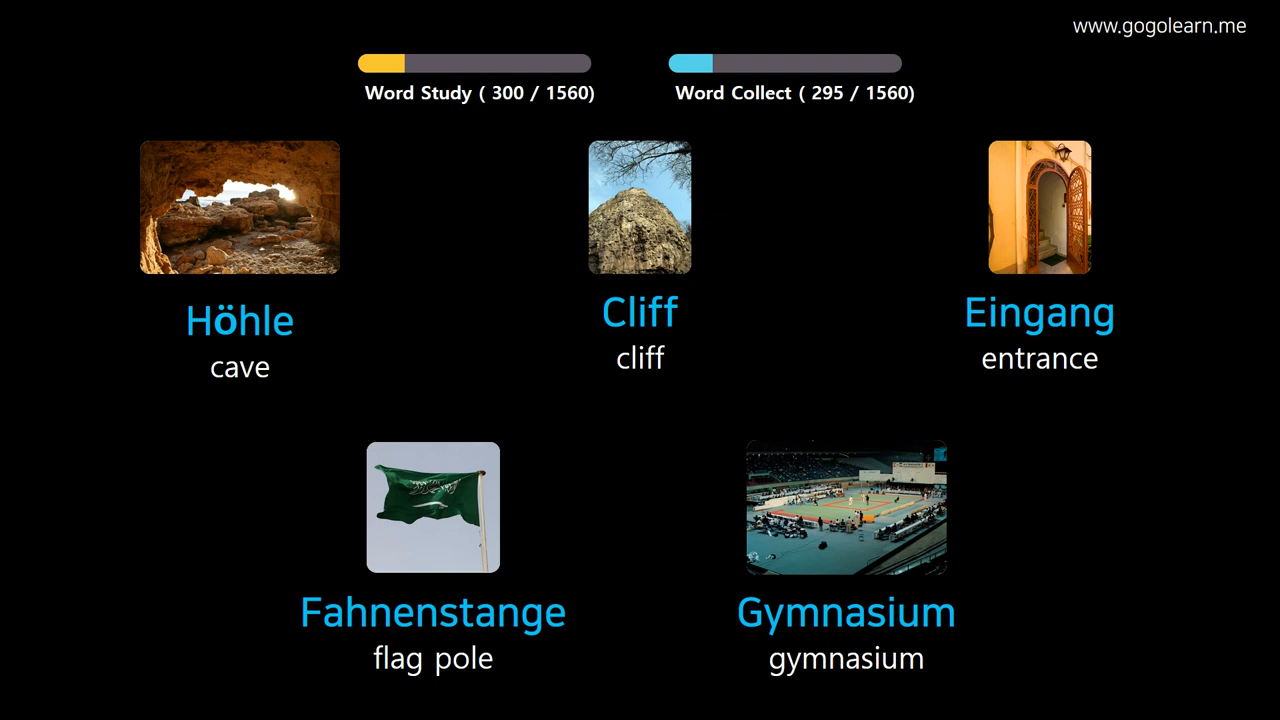 www.gogolearn.me
Word Study ( 300 / 1560)
Word Collect ( 295 / 1560)
Höhle
cave
Cliff
cliff
Eingang
entrance
Fahnenstange
flag pole
Gymnasium
gymnasium